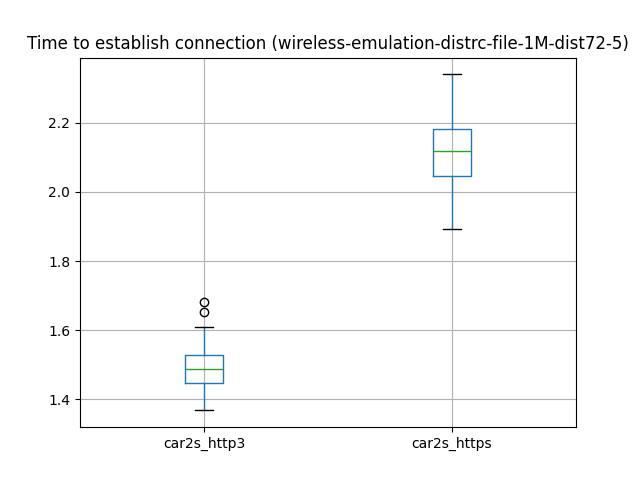 Time to establish connection (wireless-emulation-distrc-file-1M-dist72-5)
2.2
2.0
1.8
1.6
1.4
car2s_http3 car2s_https